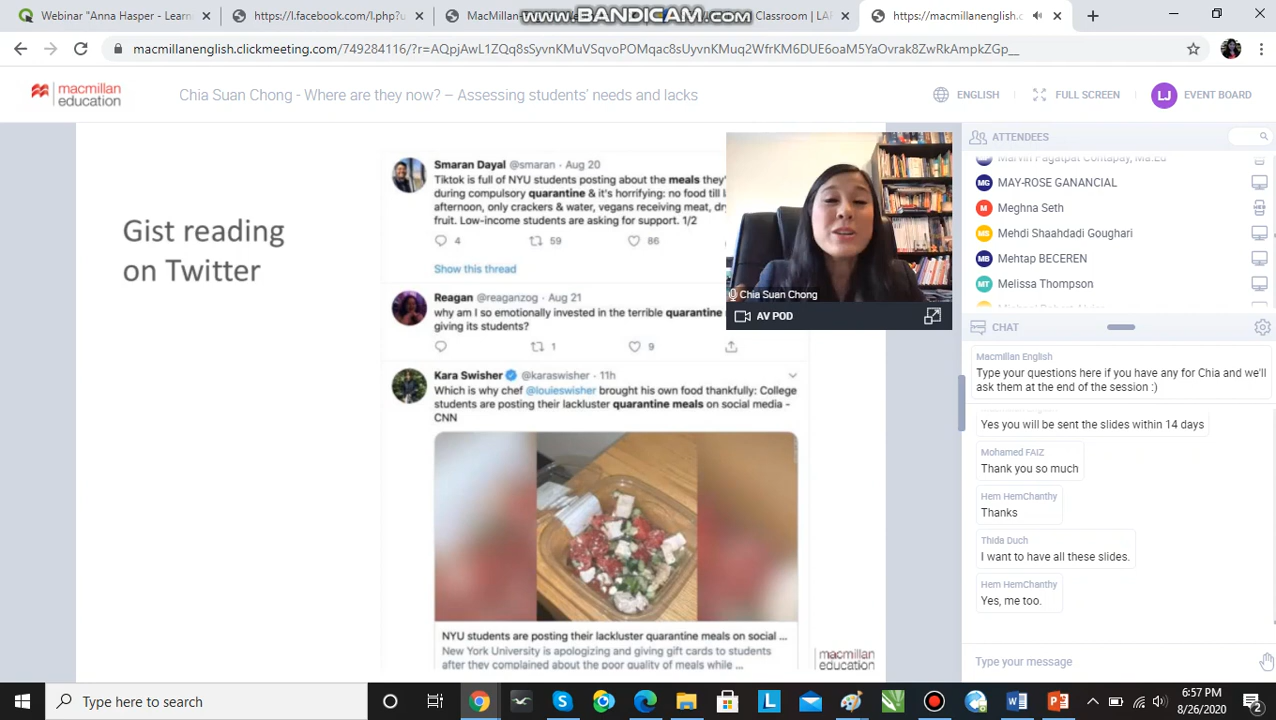 Webinar "Anna Hasper - Learn
https://l.facebook.com/l.php?
MacMillan
www.BANDICAM.com
Classroom | LAP
https://macmillanenglish.c
macmillanenglish.clickmeeting.com/749284116/?r=AQpjAwL1ZQq8sSyvnKMuVSqvoPOMqac8sUyvnKMuq2WfrKM6DUE6oaM5YaOvrak8ZwRkAmpkZGp__
macmillan
education
Chia Suan Chong - Where are they now? – Assessing students' needs and lacks
ENGLISH
FULL SCREEN
LJ
EVENT BOARD
Gist reading
on Twitter
Smaran Dayal @smaran · Aug 20
Tiktok is full of NYU students posting about the meals they'
during compulsory quarantine & it's horrifying: no food till l
afternoon, only crackers & water, vegans receiving meat, dr
fruit. Low-income students are asking for support. 1/2
4
59
86
Show this thread
Reagan @reaganzog · Aug 21
why am I so emotionally invested in the terrible quarantine
giving its students?
1
9
Kara Swisher @karaswisher · 11h
Which is why chef @louieswisher brought his own food thankfully: College
students are posting their lackluster quarantine meals on social media -
CNN
NYU students are posting their lackluster quarantine meals on social ...
New York University is apologizing and giving gift cards to students
after they complained about the poor quality of meals while ...
macmillan
education
Chia Suan Chong
AV POD
ATTENDEES
Marvin Pagatpat Contapay, Ma.Ed
MG
MAY-ROSE GANANCIAL
M
Meghna Seth
MS
Mehdi Shaahdadi Goughari
MB
Mehtap BECEREN
MT
Melissa Thompson
CHAT
Macmillan English
Type your questions here if you have any for Chia and we'll
ask them at the end of the session :)
Yes you will be sent the slides within 14 days
Mohamed FAIZ
Thank you so much
Hem HemChanthy
Thanks
Thida Duch
I want to have all these slides.
Hem HemChanthy
Yes, me too.
Type your message
Type here to search
6:57 PM
8/26/2020
2